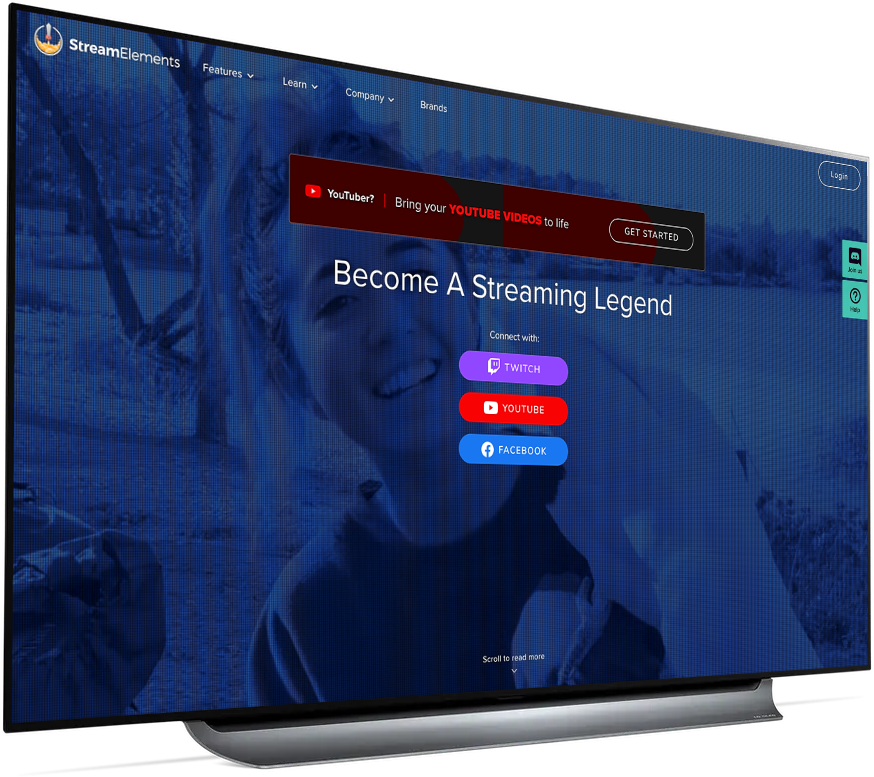 StreamElements
Features
Learn
Company
Brands
Login
YouTuber?
Bring your YOUTUBE VIDEOS to life
GET STARTED
Join us
Help
Become A Streaming Legend
Connect with:
TWITCH
YOUTUBE
FACEBOOK
Scroll to read more